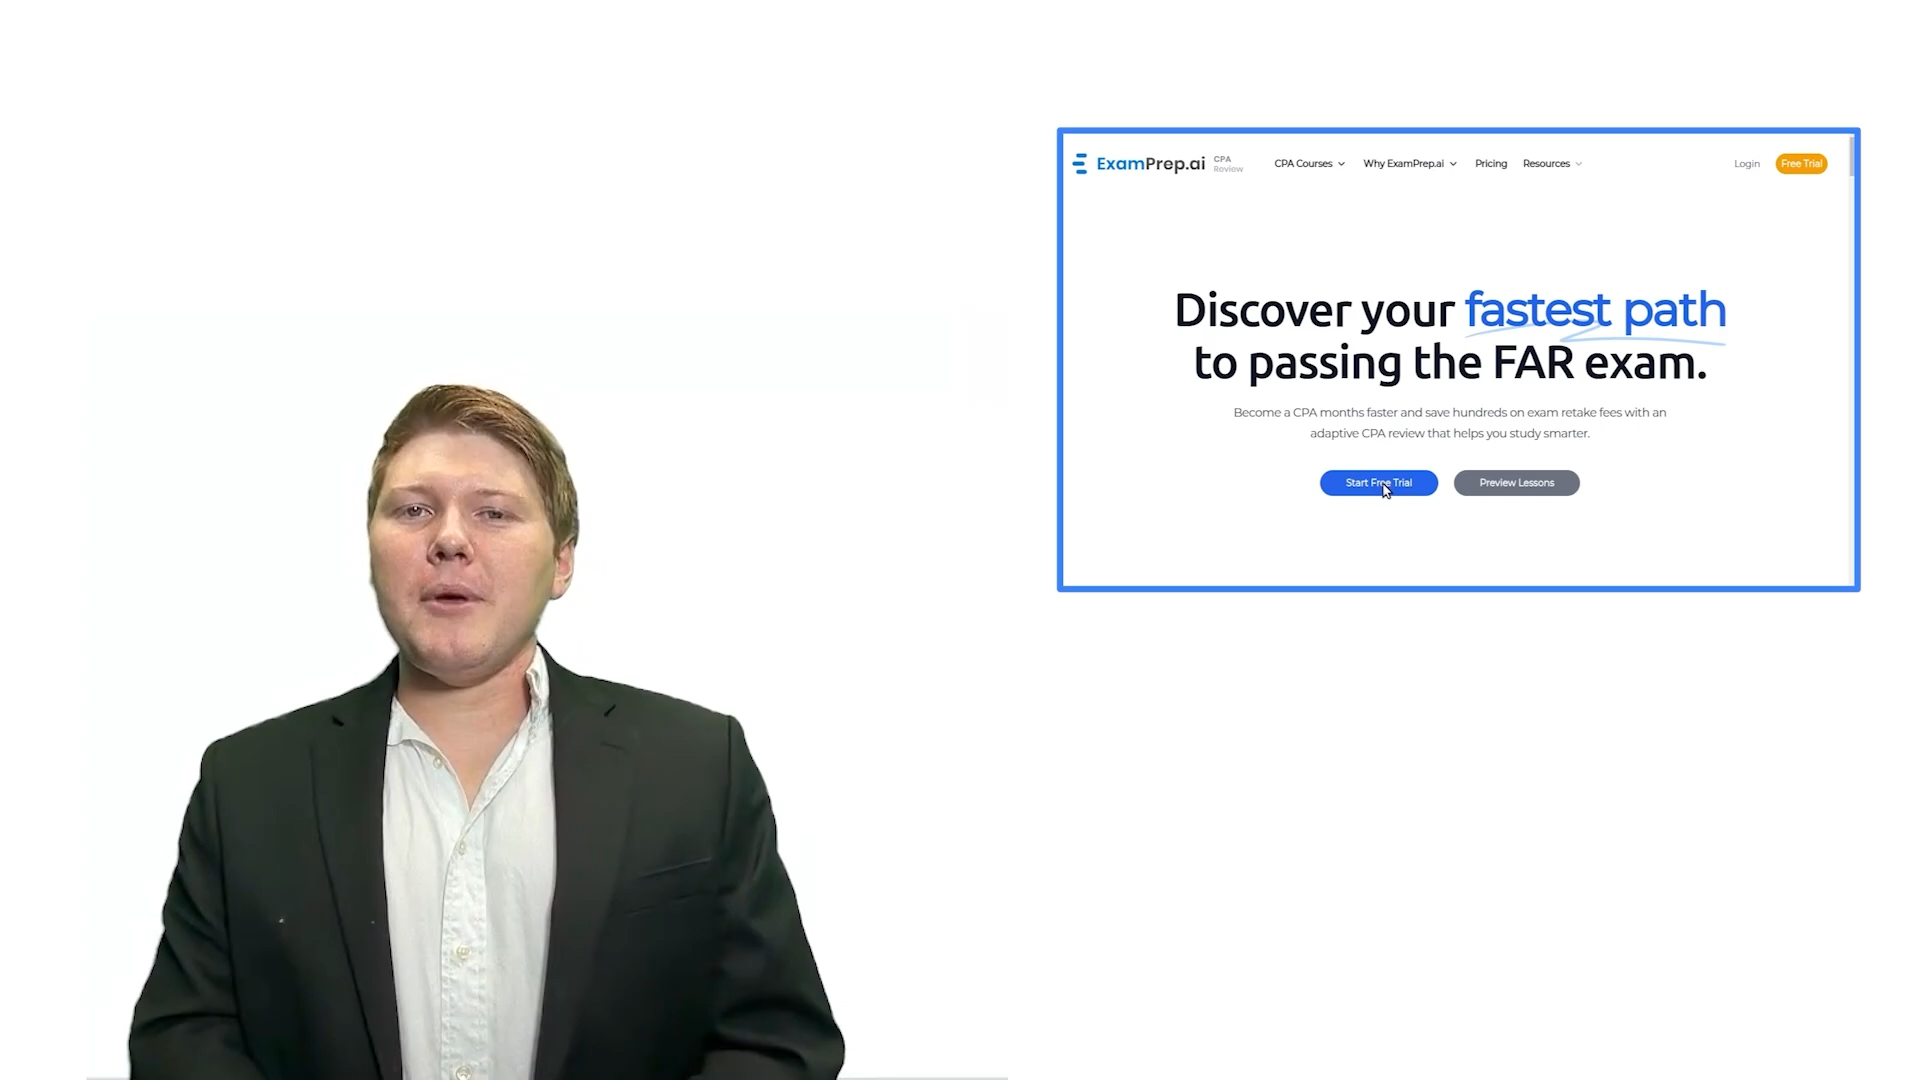 ExamPrep.ai CPA Review CPA Courses Why ExamPrep.ai Pricing Resources Login Free Trial
Discover your fastest path
to passing the FAR exam.
Become a CPA months faster and save hundreds on exam retake fees with an
adaptive CPA review that helps you study smarter.
Start Free Trial Preview Lessons